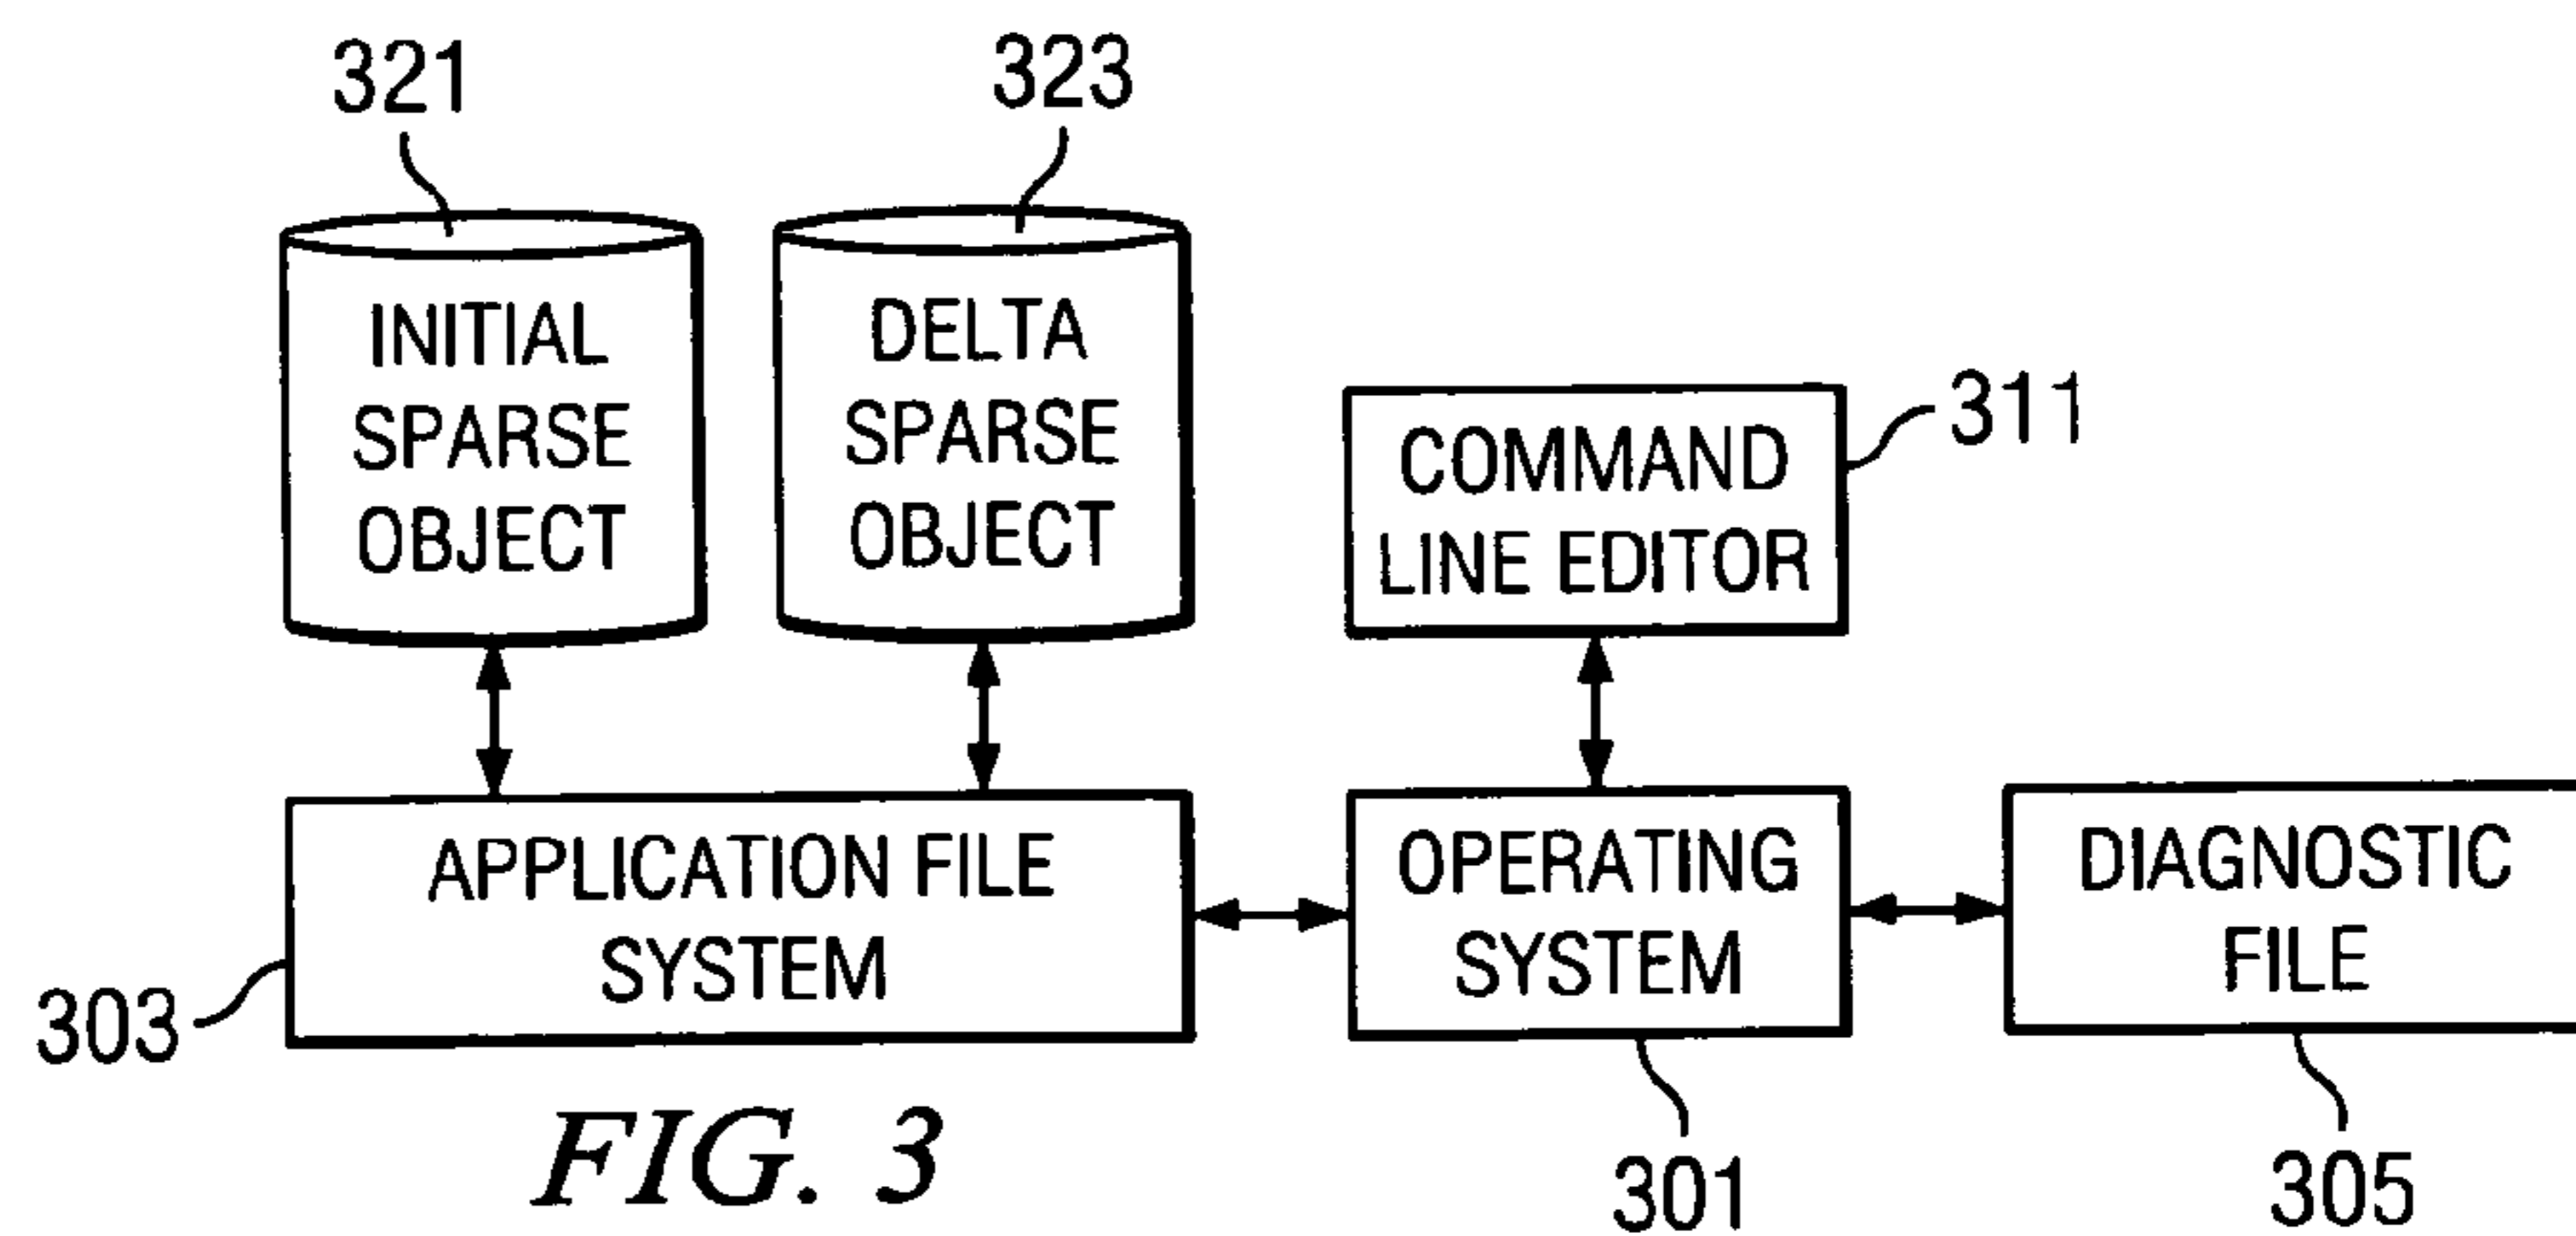 321
323
INITIAL
SPARSE
OBJECT
DELTA
SPARSE
OBJECT
COMMAND
LINE EDITOR
311
APPLICATION FILE
SYSTEM
OPERATING
SYSTEM
DIAGNOSTIC
FILE
303
301
305
FIG. 3